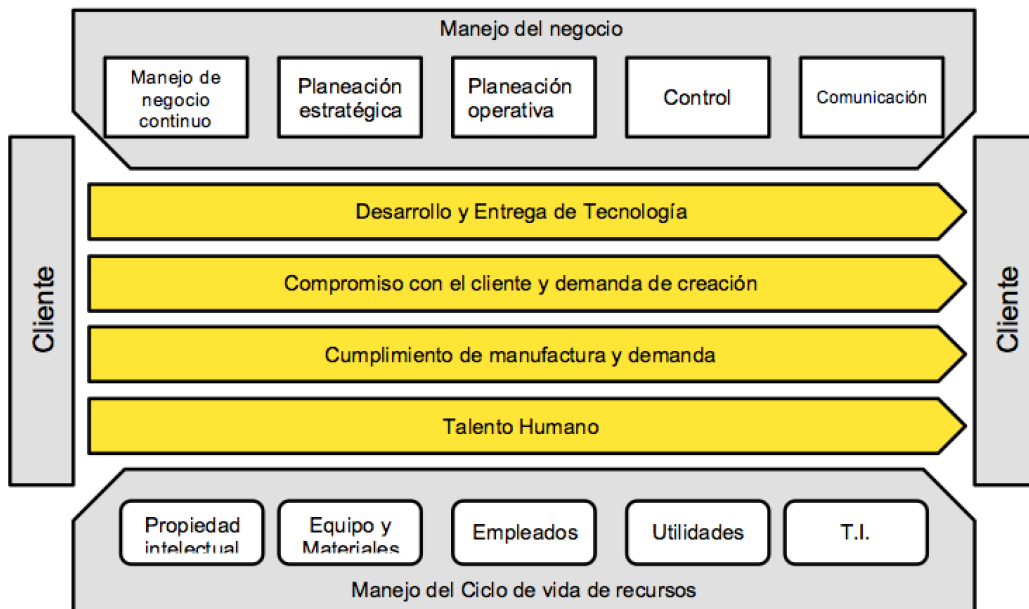 Manejo del negocio
Manejo de
negocio
continuo
Planeación
estratégica
Planeación
operativa
Control
Comunicación
Cliente
Desarrollo y Entrega de Tecnología
Compromiso con el cliente y demanda de creación
Cumplimiento de manufactura y demanda
Talento Humano
Cliente
Propiedad
intelectual
Equipo y
Materiales
Empleados
Utilidades
T.I.
Manejo del Ciclo de vida de recursos